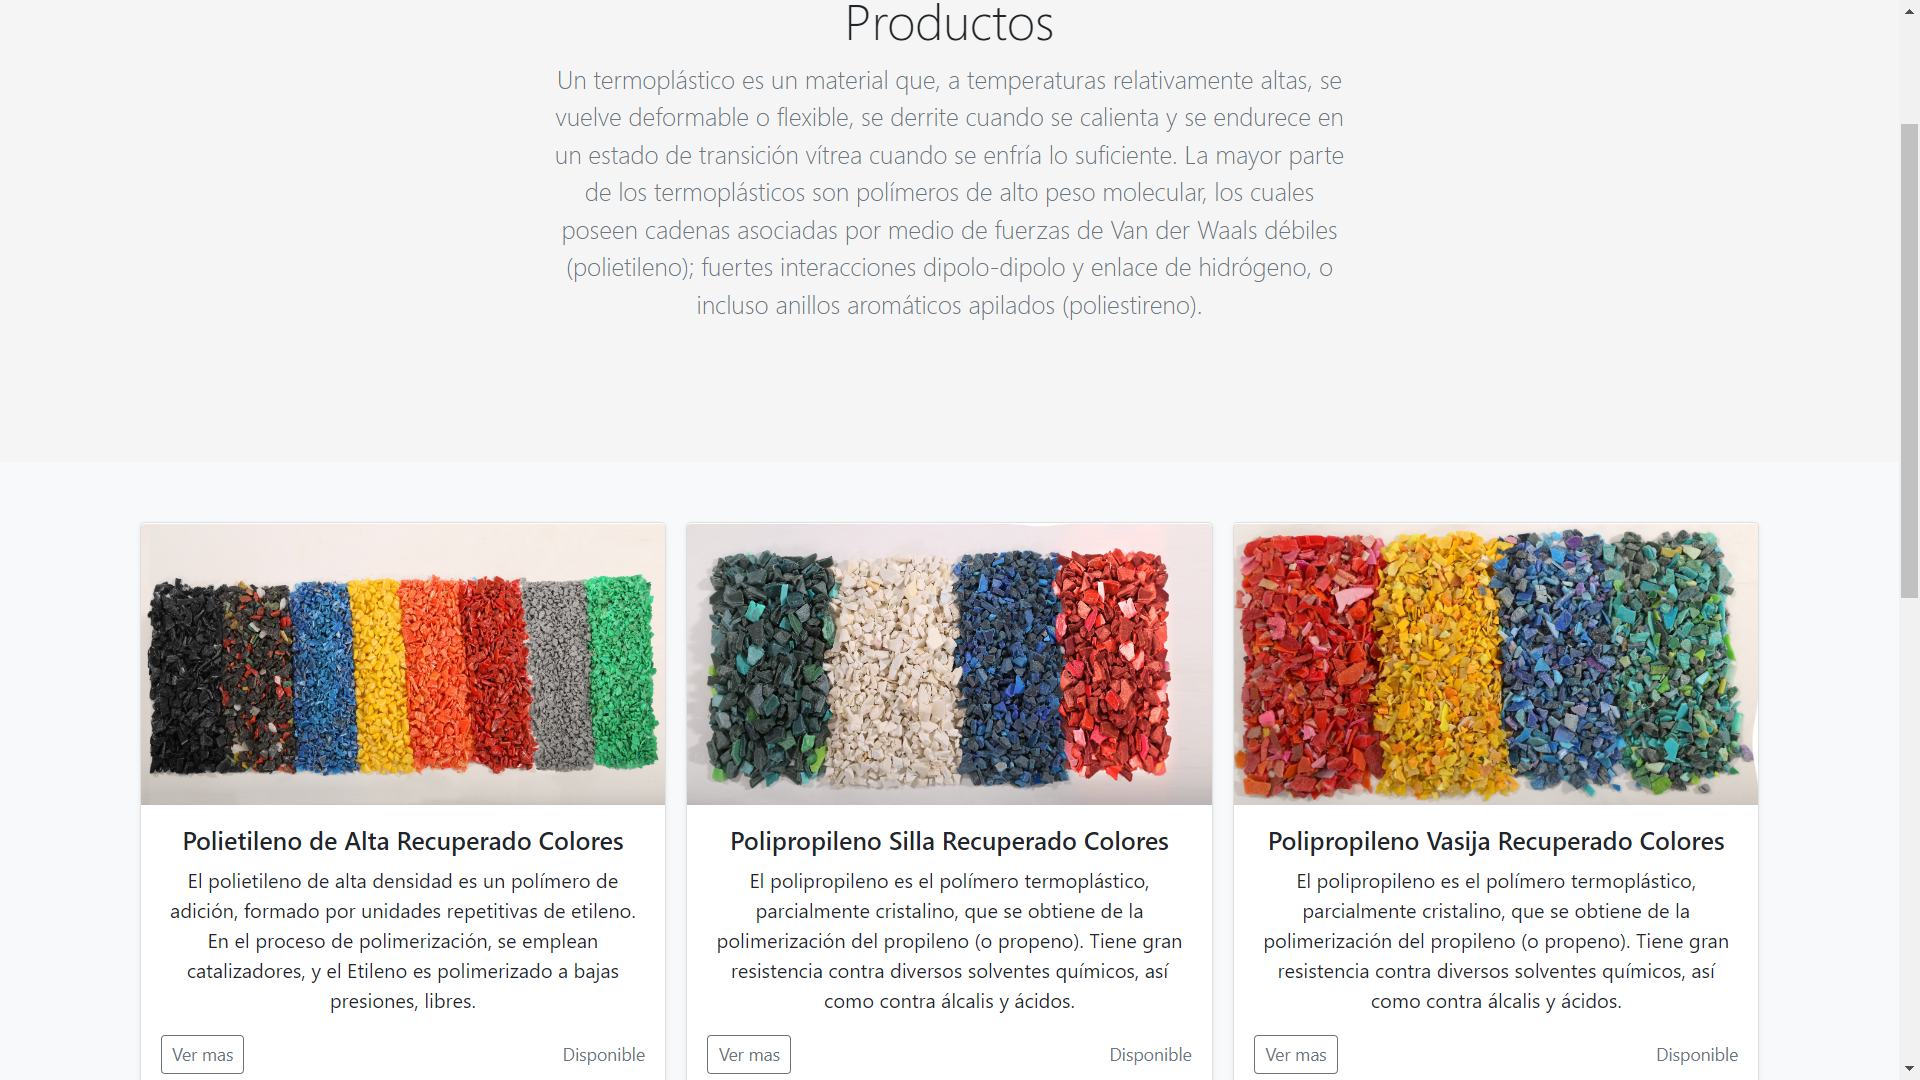 Productos
Un termoplástico es un material que, a temperaturas relativamente altas, se
vuelve deformable o flexible, se derrite cuando se calienta y se endurece en
un estado de transición vítrea cuando se enfría lo suficiente. La mayor parte
de los termoplásticos son polímeros de alto peso molecular, los cuales
poseen cadenas asociadas por medio de fuerzas de Van der Waals débiles
(polietileno); fuertes interacciones dipolo-dipolo y enlace de hidrógeno, o
incluso anillos aromáticos apilados (poliestireno).
Polietileno de Alta Recuperado Colores
El polietileno de alta densidad es un polímero de
adición, formado por unidades repetitivas de etileno.
En el proceso de polimerización, se emplean
catalizadores, y el Etileno es polimerizado a bajas
presiones, libres.
Ver mas
Disponible
Polipropileno Silla Recuperado Colores
El polipropileno es el polímero termoplástico,
parcialmente cristalino, que se obtiene de la
polimerización del propileno (o propeno). Tiene gran
resistencia contra diversos solventes químicos, así
como contra álcalis y ácidos.
Ver mas
Disponible
Polipropileno Vasija Recuperado Colores
El polipropileno es el polímero termoplástico,
parcialmente cristalino, que se obtiene de la
polimerización del propileno (o propeno). Tiene gran
resistencia contra diversos solventes químicos, así
como contra álcalis y ácidos.
Ver mas
Disponible